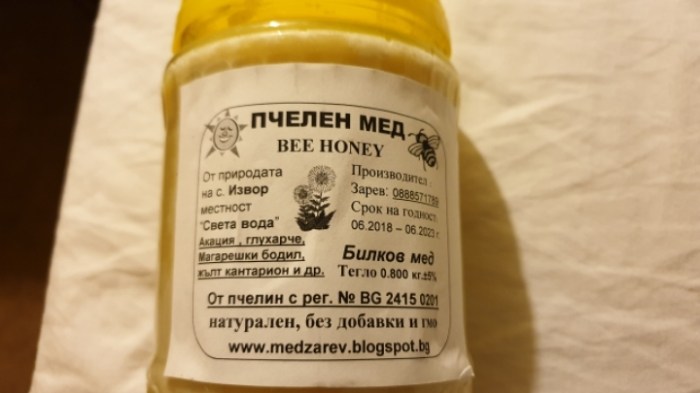 ПЧЕЛЕН МЕД
BEE HONEY
От природата
на с. Извор
местност
"Света вода"
Акация , глухарче,
Магарешки бодил,
жълт кантарион и др.
Производител
Зарев:
Срок на годност
06.2018 – 06.2023 г.
Билков мед
Тегло 0.800 кг.±5%
От пчелин с рег. № BG 2415 0201
натурален, без добавки и гмо
www.medzarev.blogspot.bg